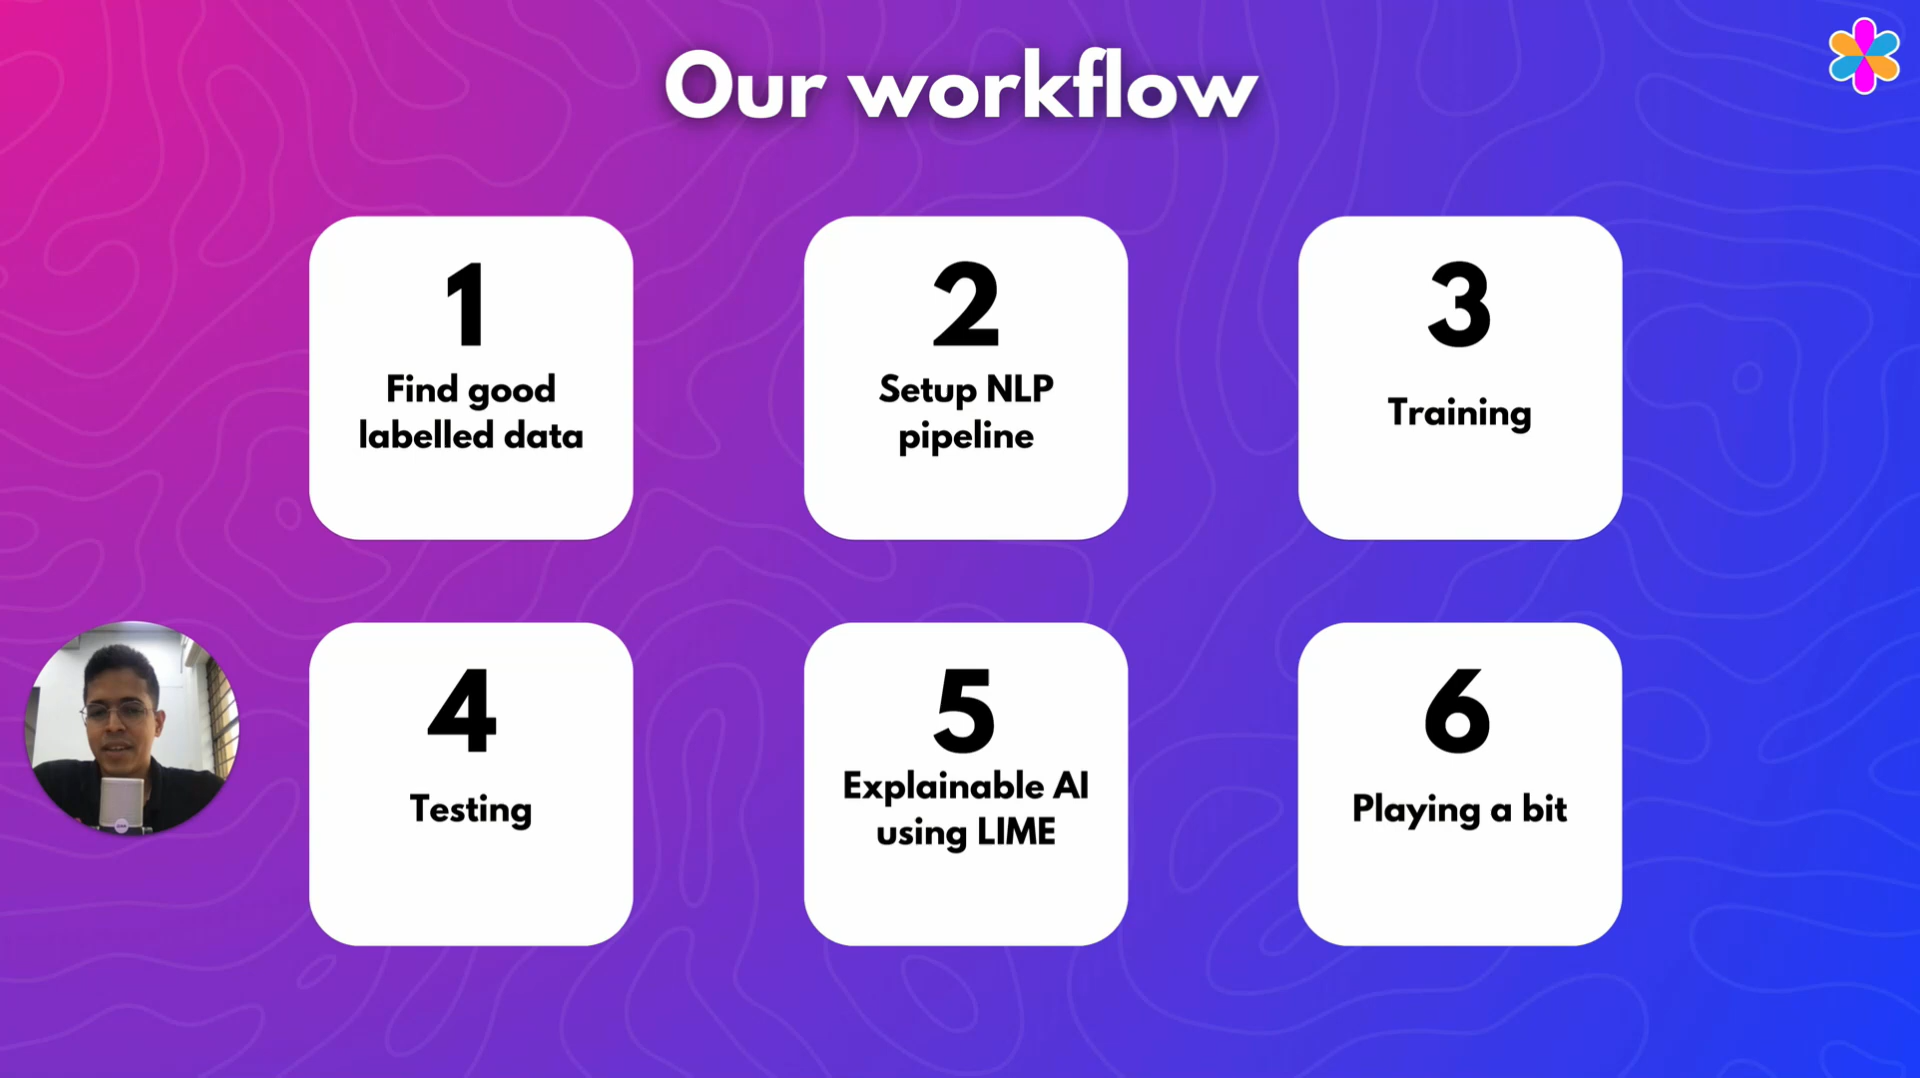 Our workflow
1
Find good
labelled data
2
Setup NLP
pipeline
3
Training
4
Testing
5
Explainable AI
using LIME
6
Playing a bit